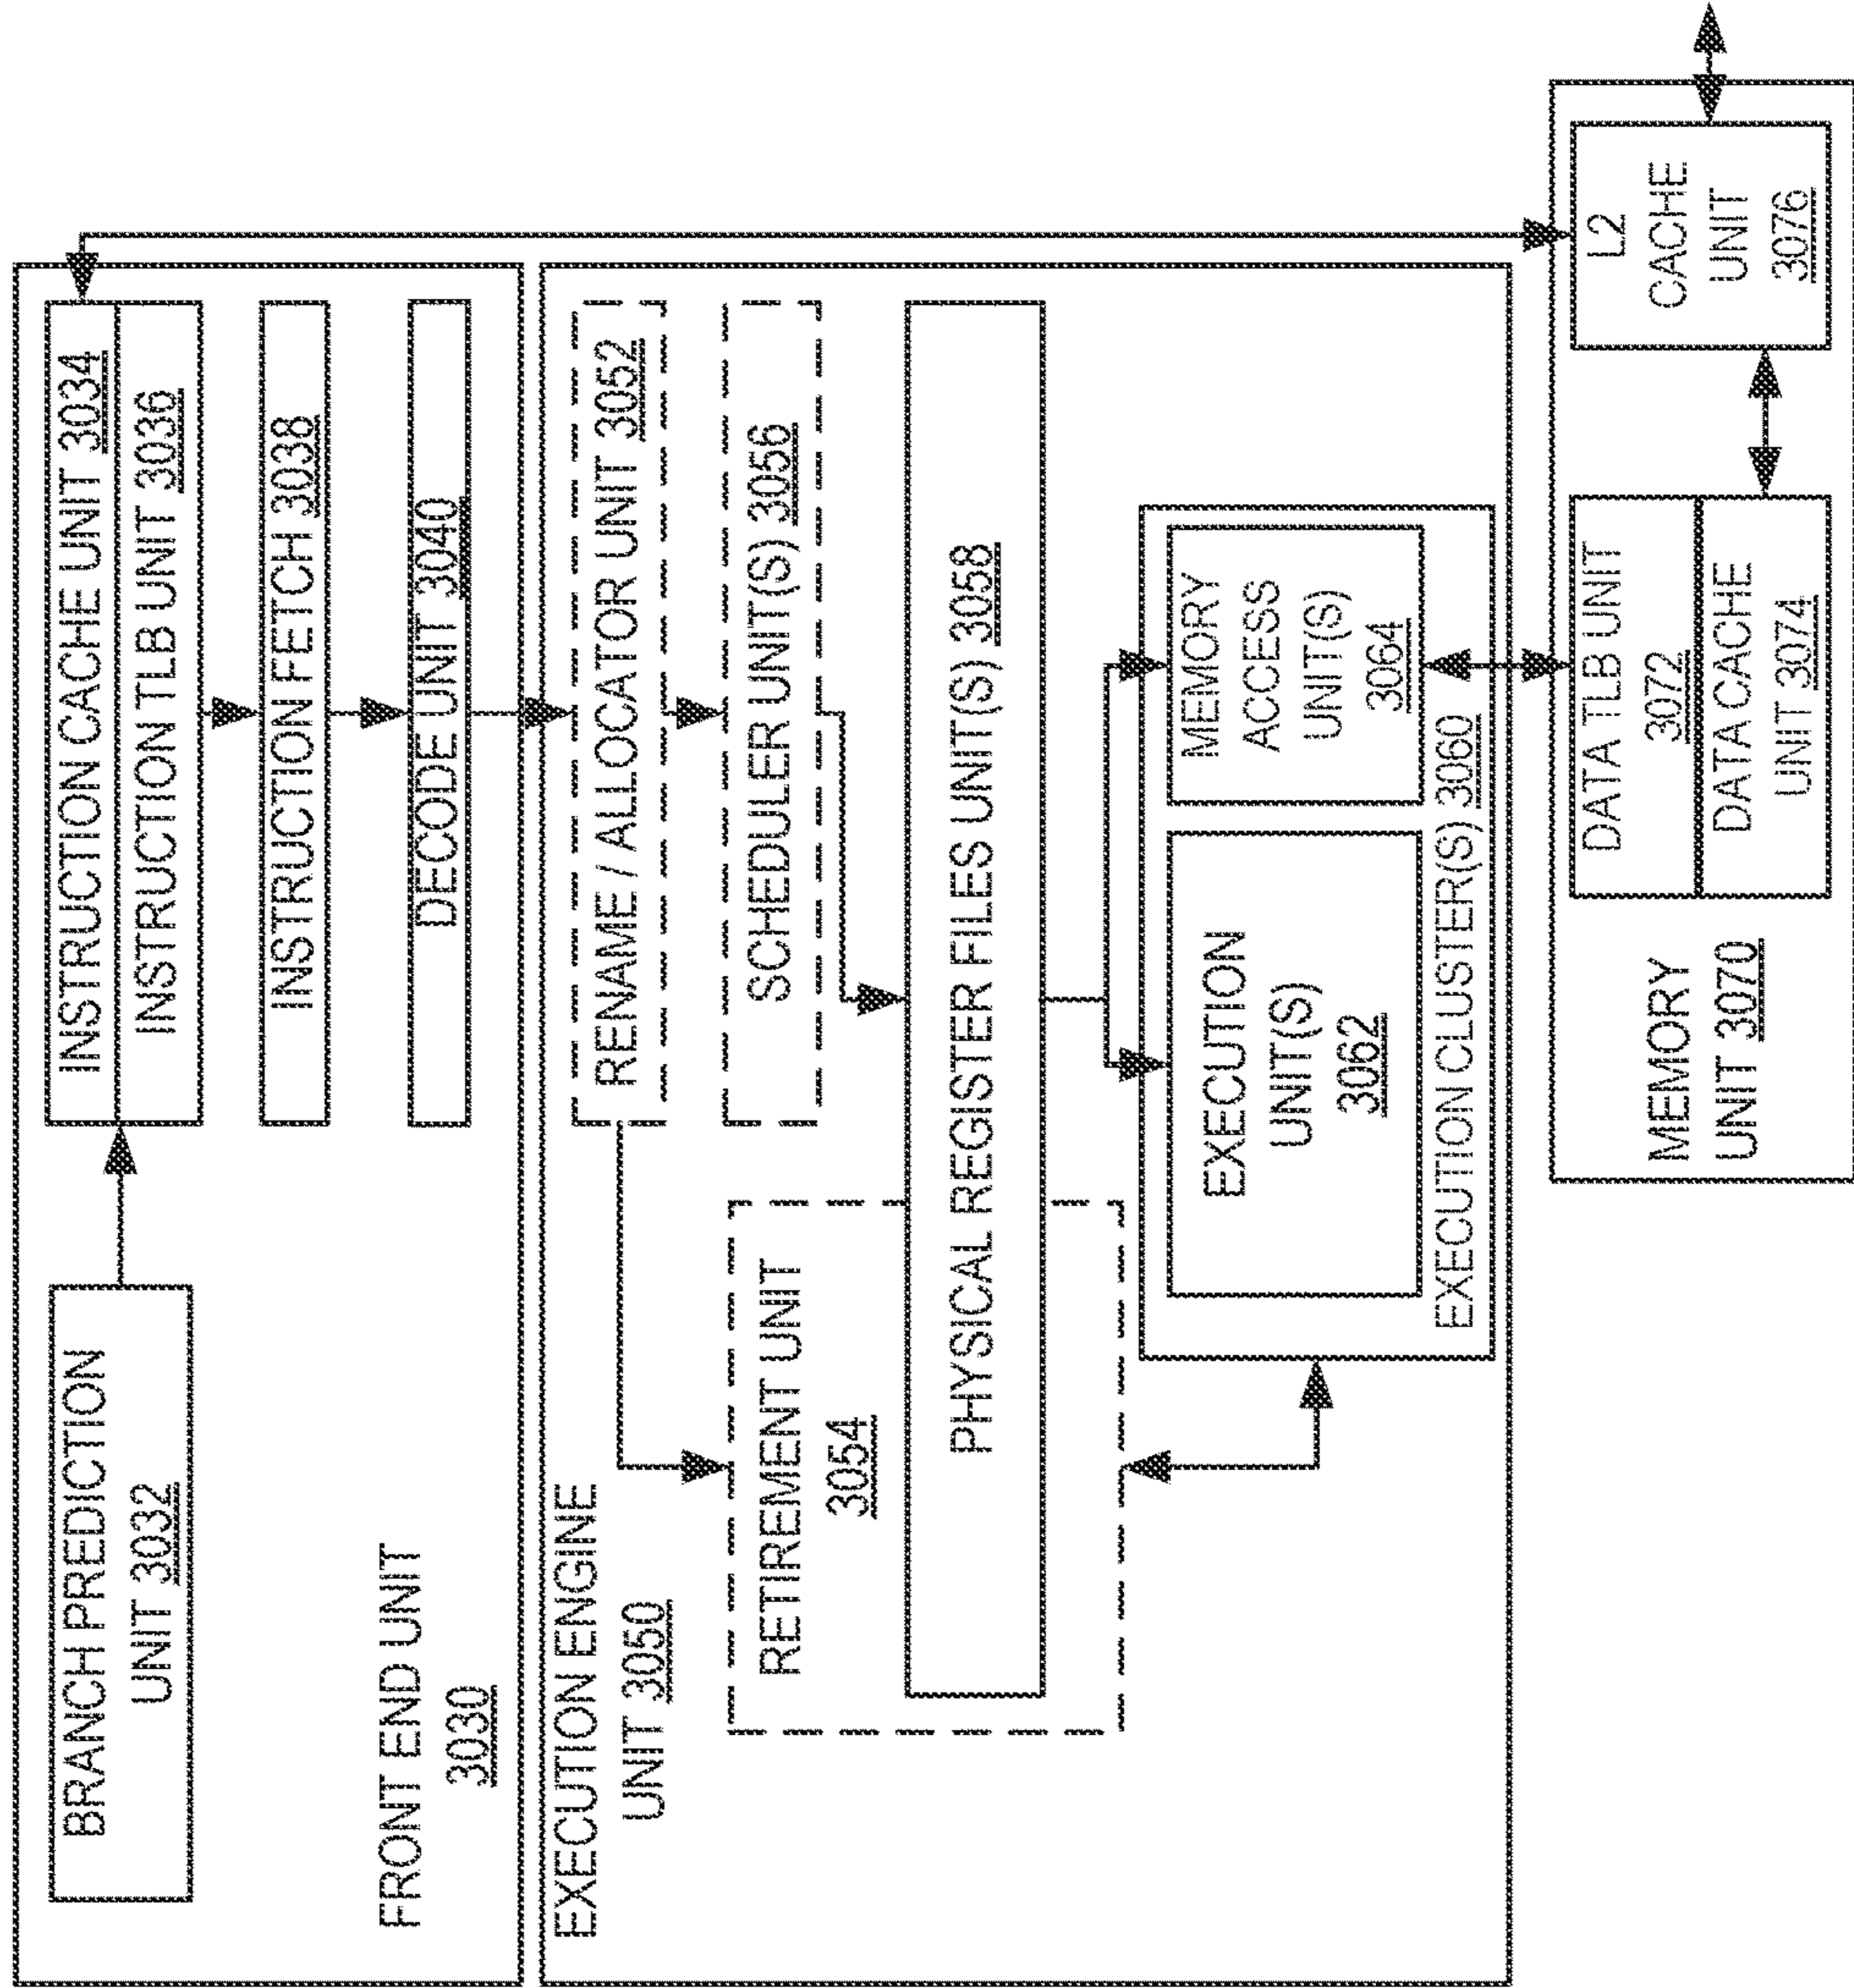 BRANCH PREDICTION
UNIT 3032
INSTRUCTION CACHE UNIT 3034
INSTRUCTION TLB UNIT 3036
INSTRUCTION FETCH 3038
DECODE UNIT 3040
FRONT END UNIT
3030
EXECUTION ENGINE
UNIT 3050
RENAME / ALLOCATOR UNIT 3052
RETIREMENT UNIT
3054
SCHEDULER UNIT(S) 3056
PHYSICAL REGISTER FILES UNIT(S) 3058
EXECUTION
UNIT(S)
3062
MEMORY
ACCESS
UNIT(S)
3064
EXECUTION CLUSTER(S) 3060
MEMORY
UNIT 3070
DATA TLB UNIT
3072
DATA CACHE
UNIT 3074
L2
CACHE
UNIT
3076